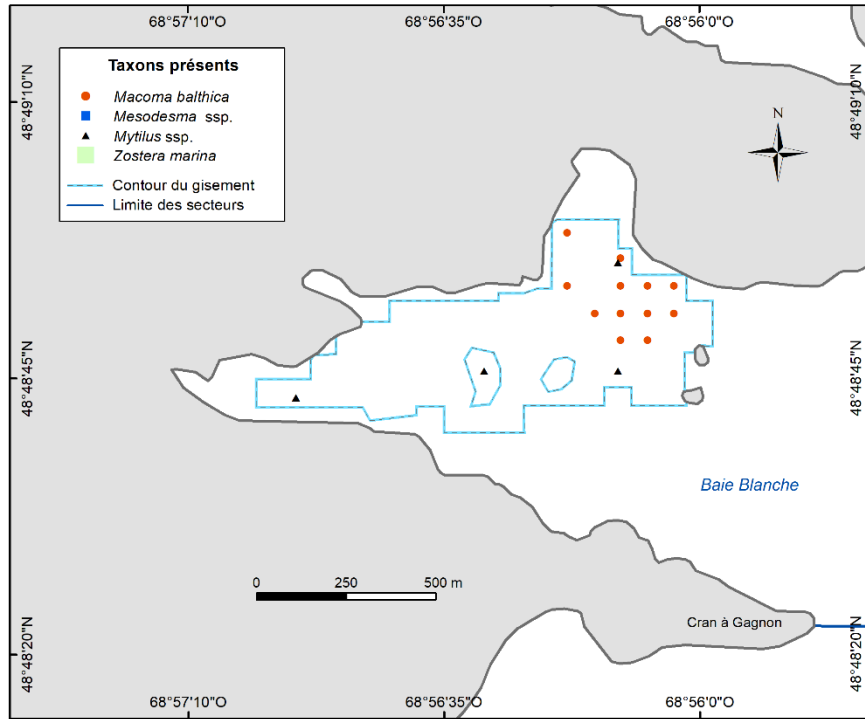 68°57'10"O 68°56'35"O 68°56'0"O
48°49'10"N
48°49'10"N
Taxons présents
Macoma balthica
Mesodesma ssp.
Mytilus ssp.
Zostera marina
Contour du gisement
Limite des secteurs
N
48°48'45"N
48°48'45"N
Baie Blanche
0 250 500 m
Cran à Gagnon
48°48'20"N
48°48'20"N
68°57'10"O 68°56'35"O 68°56'0"O